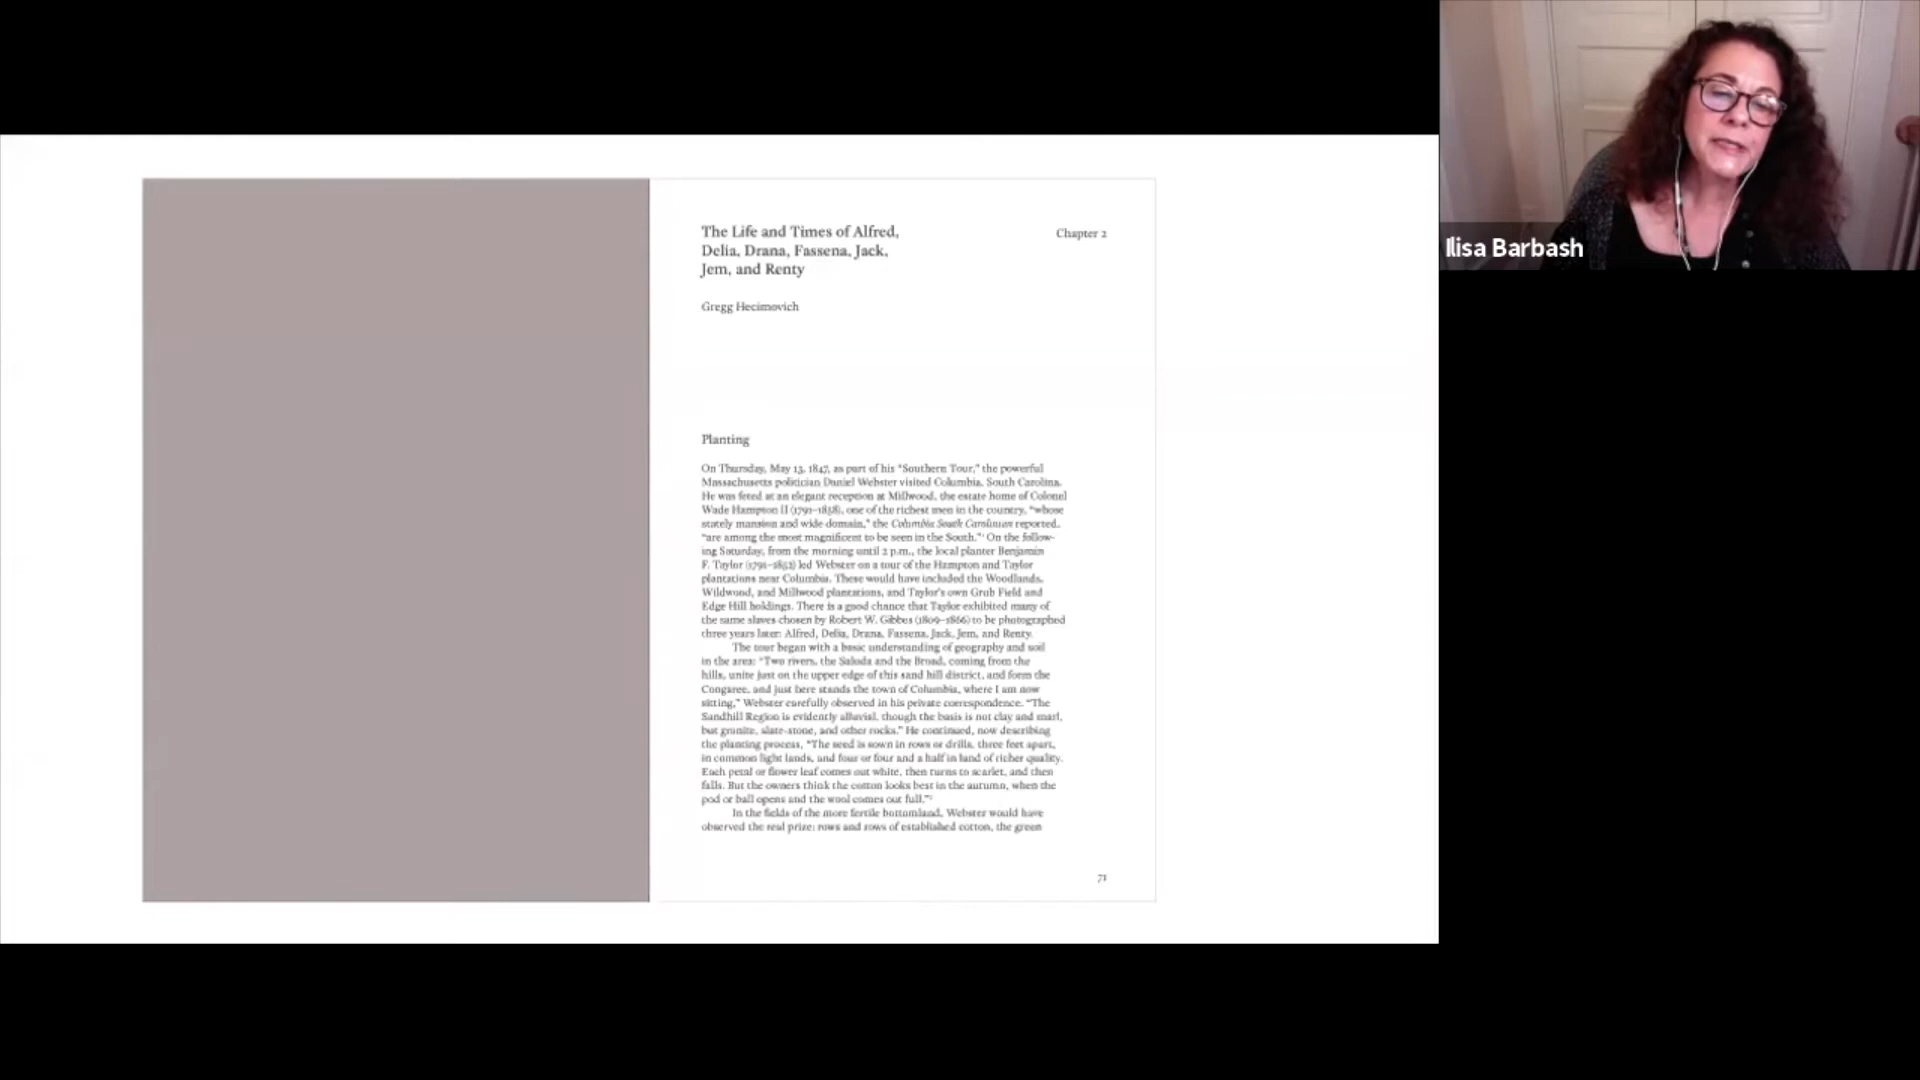 The Life and Times of Alfred,
Delia, Drana, Fassena, Jack,
Jem, and Renty
Chapter 2
Gregg Hecimovich
Planting
On Thursday, May 13, 1847, as part of his “Southern Tour,” the powerful
Massachusetts politician Daniel Webster visited Columbia, South Carolina.
He was feted at an elegant reception at Millwood, the estate home of Colonel
Wade Hampton II (1791–1858), one of the richest men in the country, “whose
stately mansion and wide domain,” the Columbia South Carolinian reported,
“are among the most magnificent to be seen in the South.”¹ On the follow-
ing Saturday, from the morning until 2 p.m., the local planter Benjamin
F. Taylor (1791–1852) led Webster on a tour of the Hampton and Taylor
plantations near Columbia. These would have included the Woodlands,
Wildwood, and Millwood plantations, and Taylor’s own Grub Field and
Edge Hill holdings. There is a good chance that Taylor exhibited many of
the same slaves chosen by Robert W. Gibbes (1809–1866) to be photographed
three years later: Alfred, Delia, Drana, Fassena, Jack, Jem, and Renty.
The tour began with a basic understanding of geography and soil
in the area: “Two rivers, the Saluda and the Broad, coming from the
hills, unite just on the upper edge of this sand hill district, and form the
Congaree, and just here stands the town of Columbia, where I am now
sitting,” Webster carefully observed in his private correspondence. “The
Sandhill Region is evidently alluvial, though the basis is not clay and marl,
but granite, slate-stone, and other rocks.” He continued, now describing
the planting process, “The seed is sown in rows or drills, three feet apart,
in common light lands, and four or four and a half in land of richer quality.
Each petal or flower leaf comes out white, then turns to scarlet, and then
falls. But the owners think the cotton looks best in the autumn, when the
pod or ball opens and the wool comes out full.”²
In the fields of the more fertile bottomland, Webster would have
observed the real prize: rows and rows of established cotton, the green
71
Ilisa Barbash